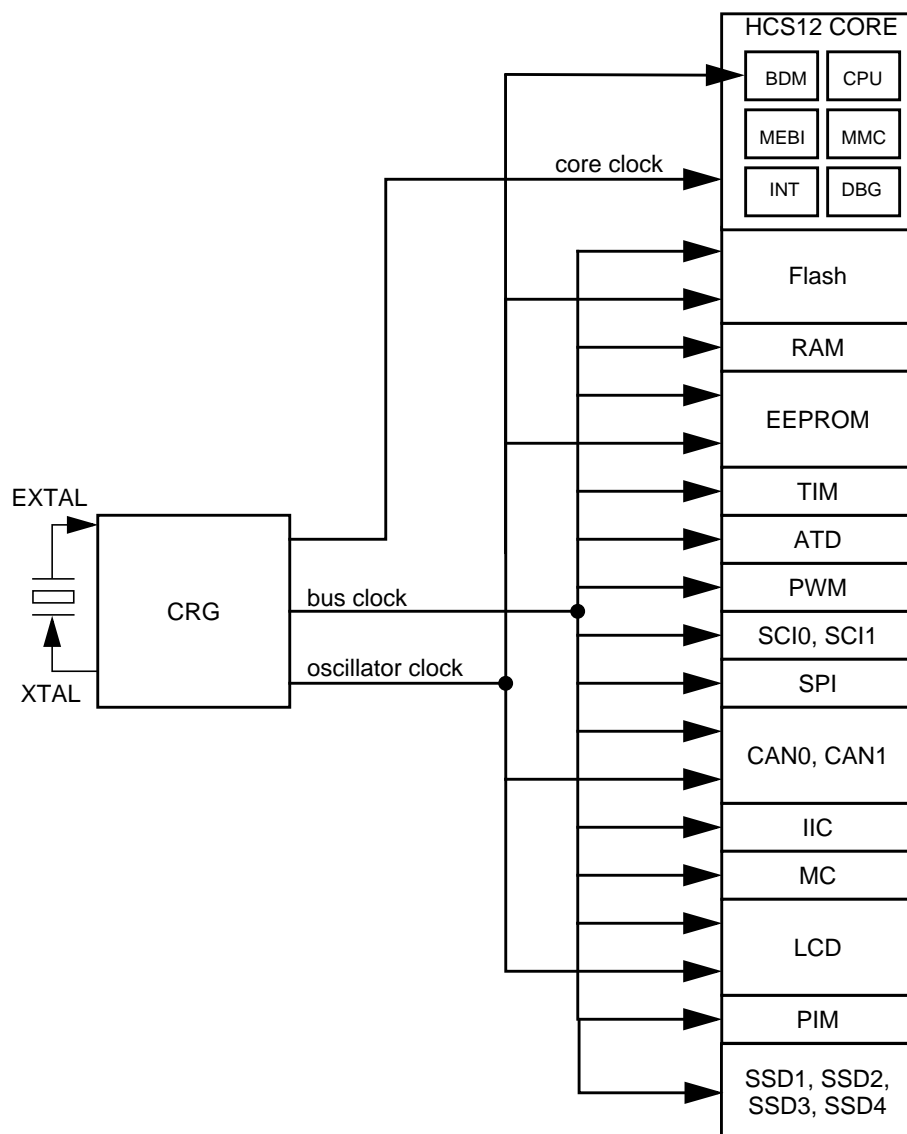 HCS12 CORE
BDM
CPU
MEBI
MMC
core clock
INT
DBG
Flash
RAM
EEPROM
EXTAL
TIM
ATD
PWM
CRG
bus clock
SCI0, SCI1
oscillator clock
XTAL
SPI
CAN0, CAN1
IIC
MC
LCD
PIM
SSD1, SSD2,
SSD3, SSD4